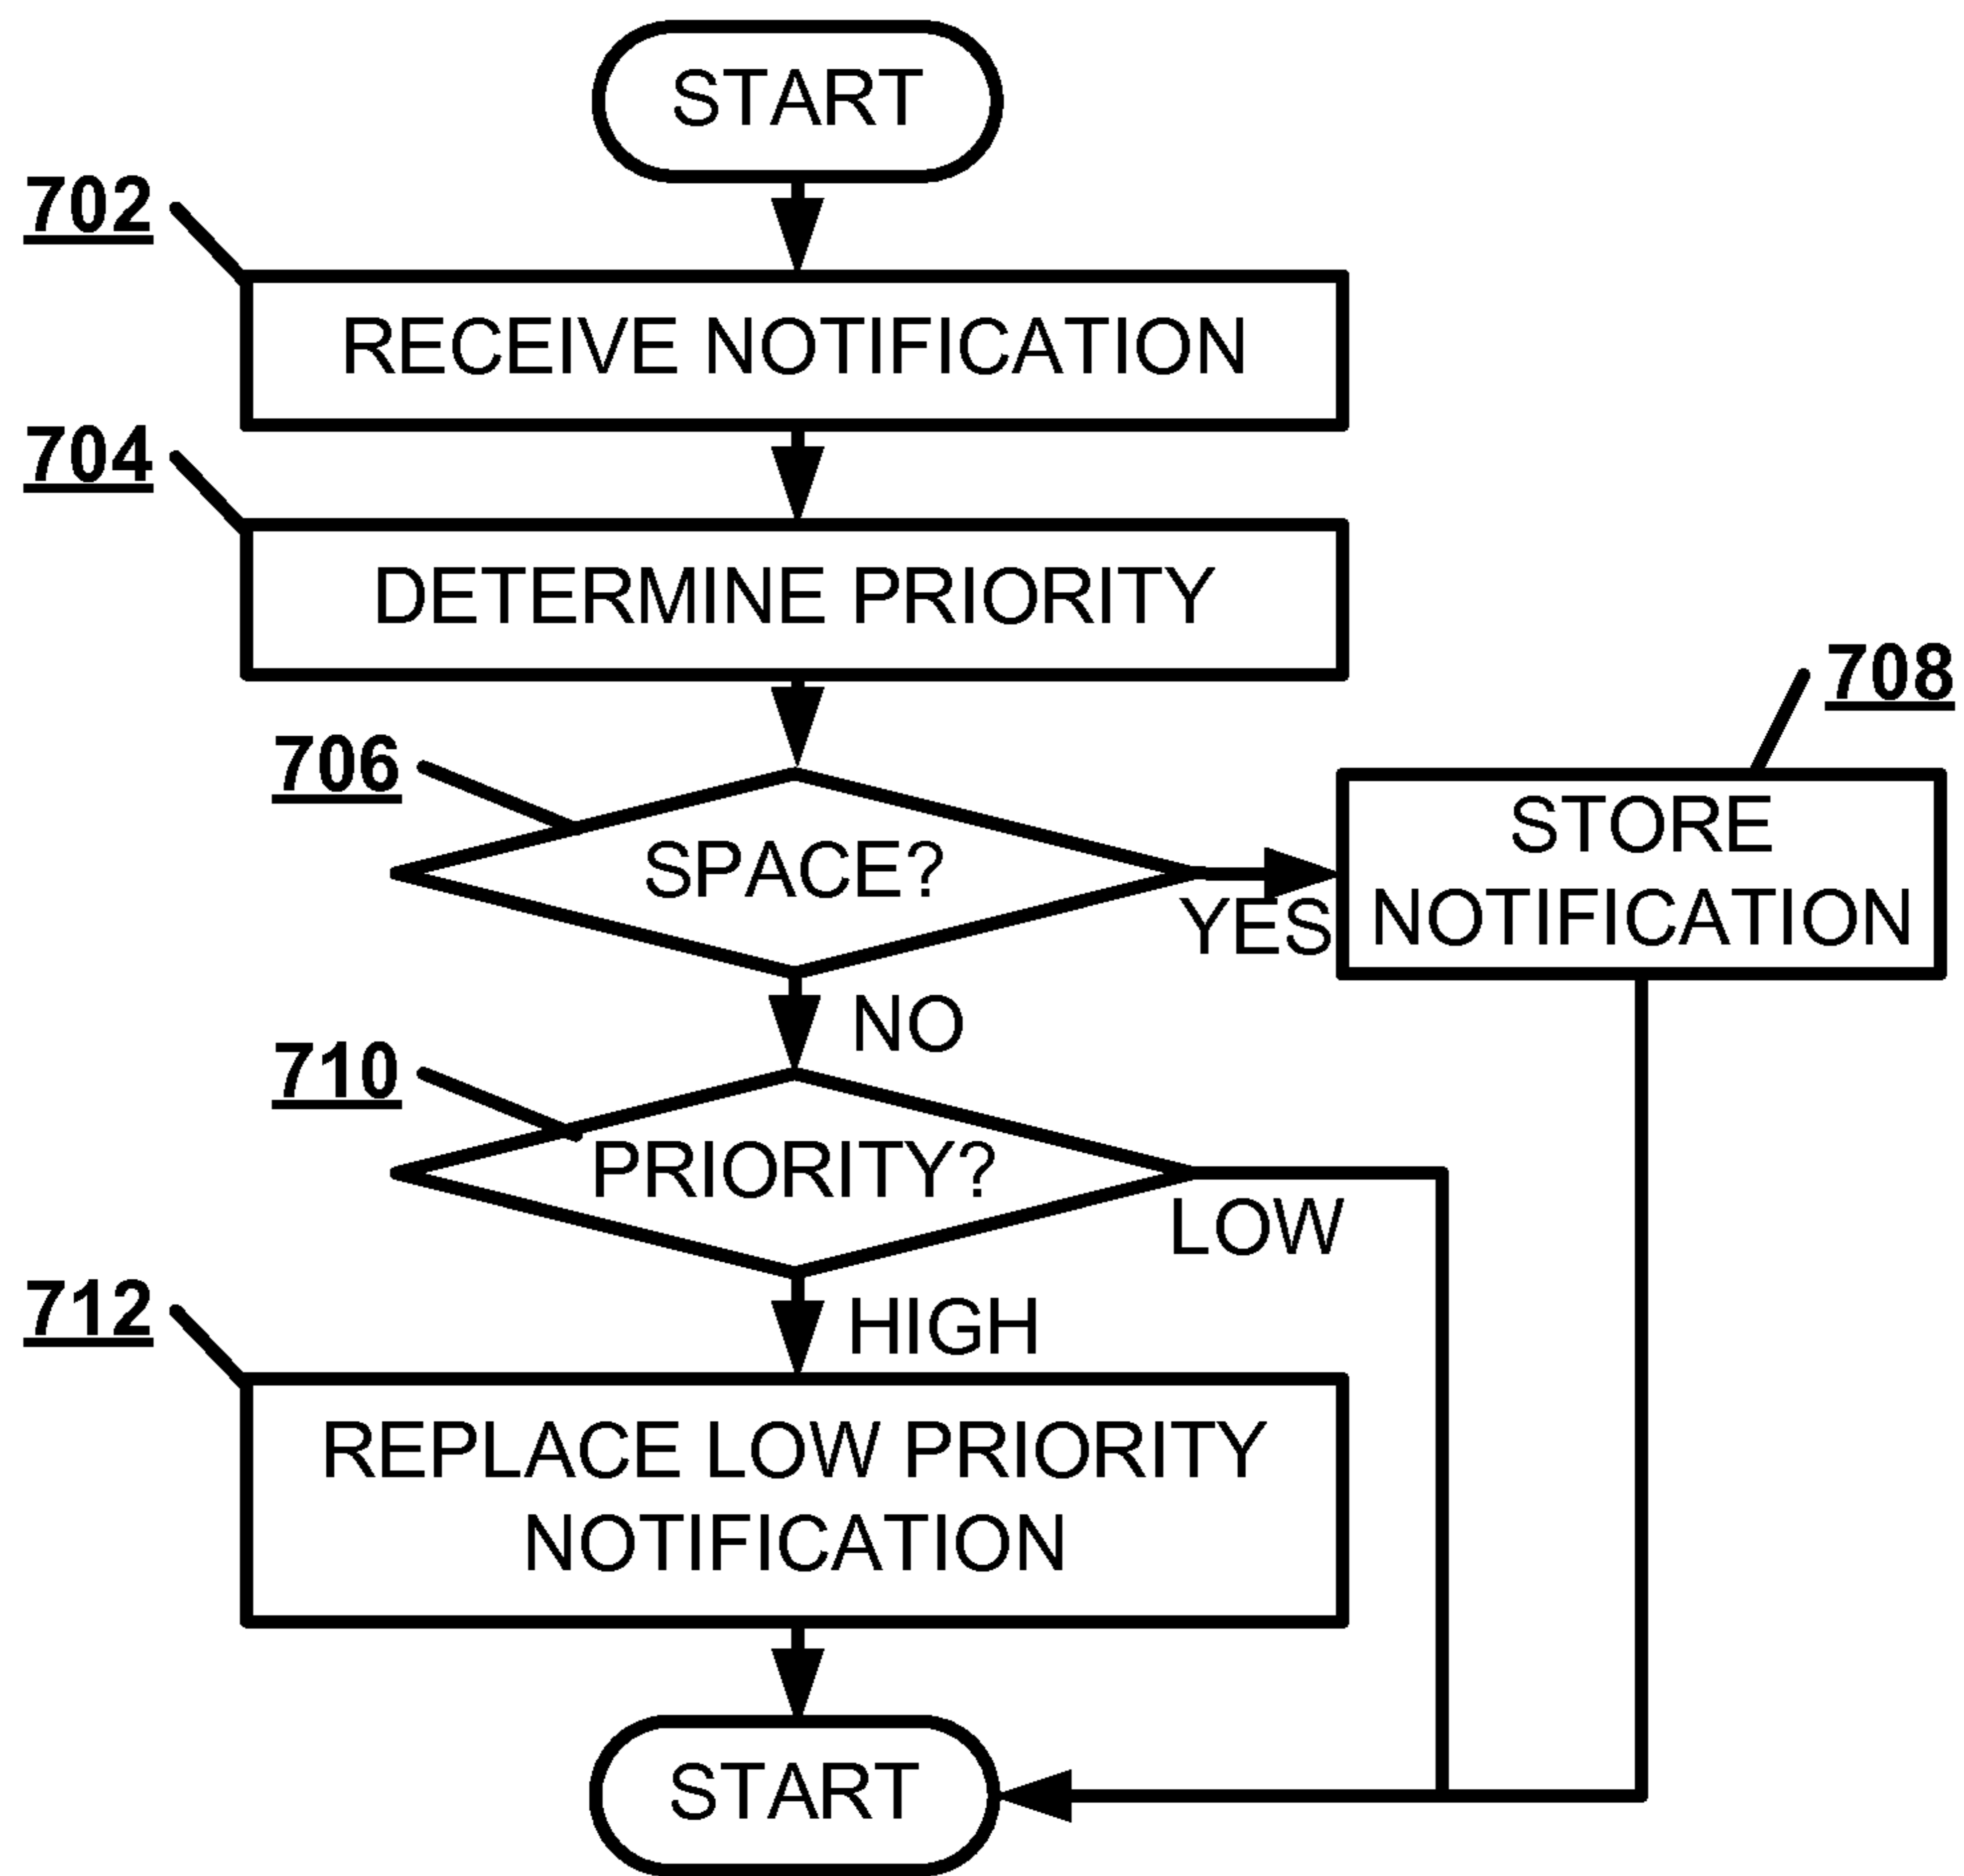 START
702
RECEIVE NOTIFICATION
704
DETERMINE PRIORITY
706
SPACE?
YES
708
STORE
NOTIFICATION
NO
710
PRIORITY?
LOW
HIGH
712
REPLACE LOW PRIORITY
NOTIFICATION
START